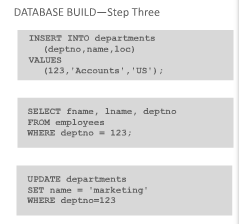 DATABASE BUILD—Step Three
INSERT INTO departments
(deptno,name,loc)
VALUES
(123,'Accounts','US');
SELECT fname, lname, deptno
FROM employees
WHERE deptno = 123;
UPDATE departments
SET name = 'marketing'
WHERE deptno=123